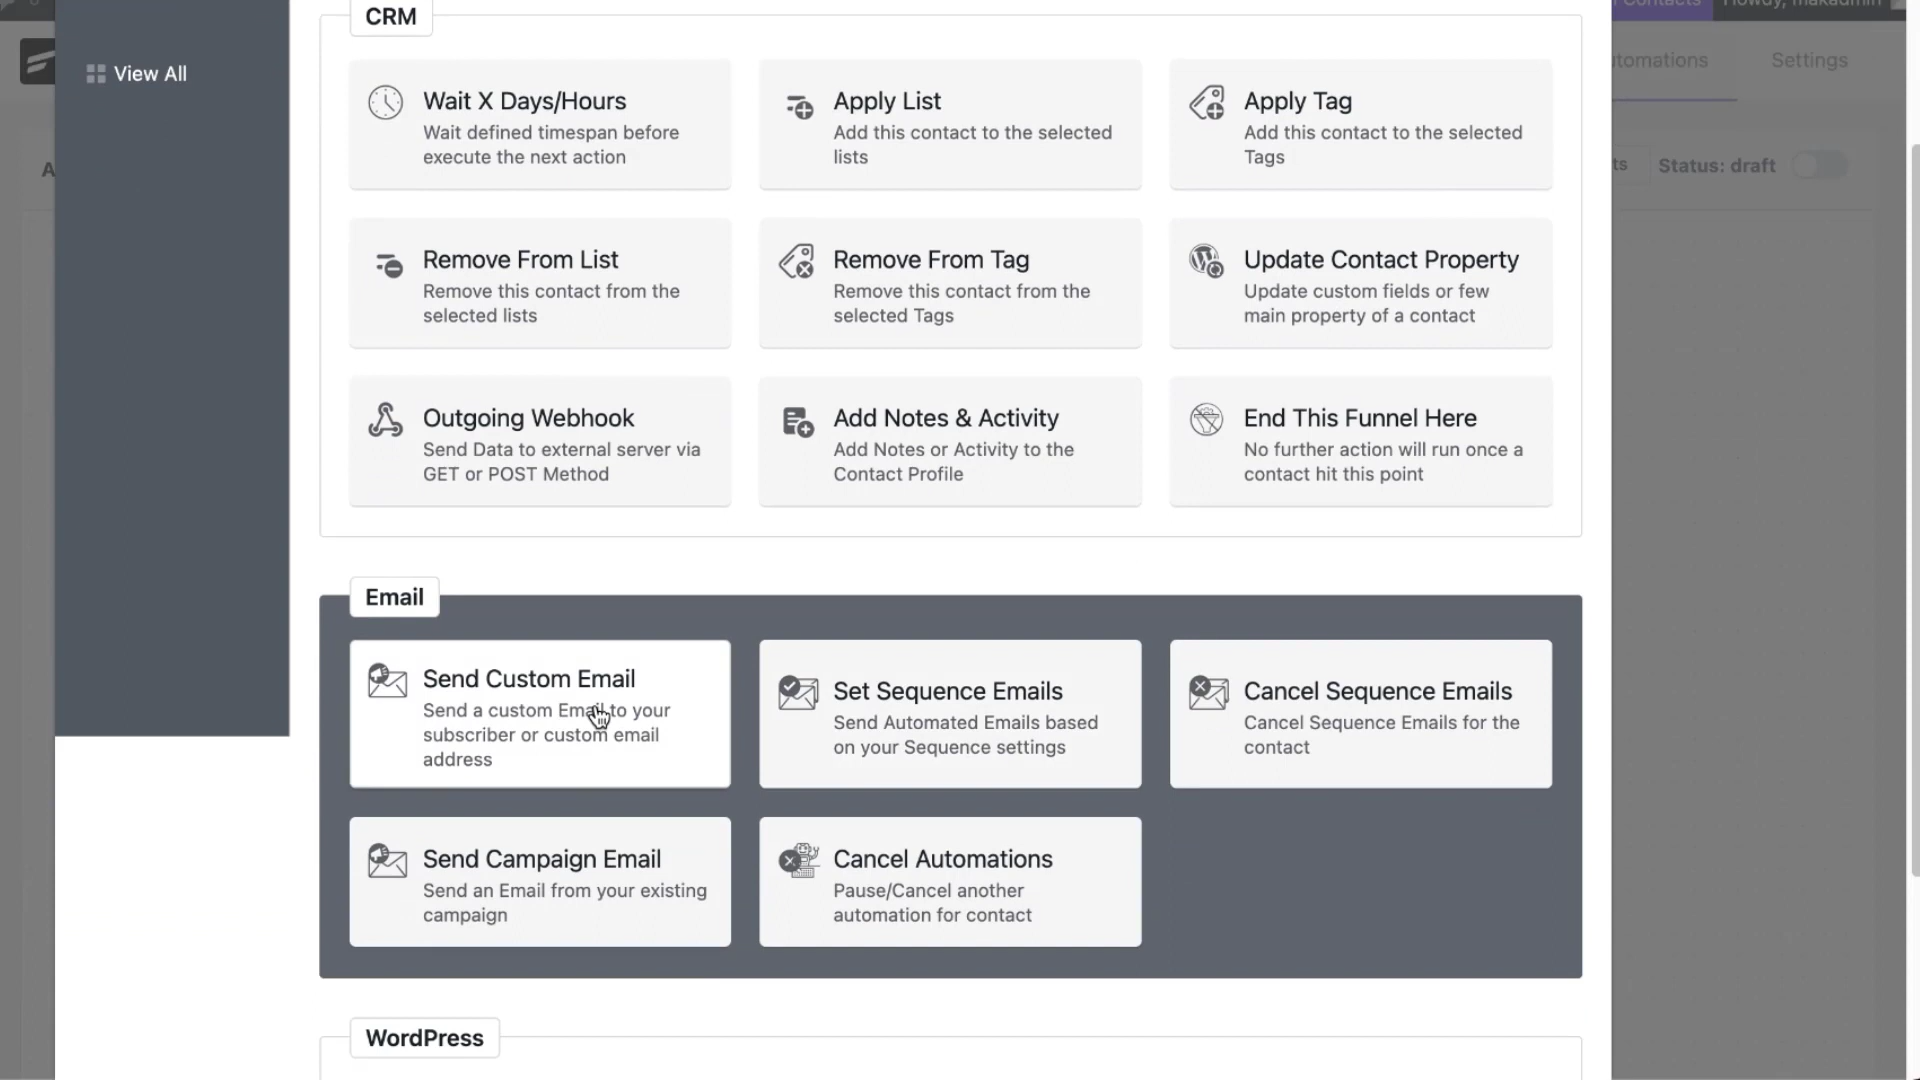 Contacts
Howdy, makadmin
View All
Settings
Status: draft
CRM
Wait X Days/Hours
Wait defined timespan before
execute the next action
Apply List
Add this contact to the selected
lists
Apply Tag
Add this contact to the selected
Tags
Remove From List
Remove this contact from the
selected lists
Remove From Tag
Remove this contact from the
selected Tags
Update Contact Property
Update custom fields or few
main property of a contact
Outgoing Webhook
Send Data to external server via
GET or POST Method
Add Notes & Activity
Add Notes or Activity to the
Contact Profile
End This Funnel Here
No further action will run once a
contact hit this point
Email
Send Custom Email
Send a custom Email to your
subscriber or custom email
address
Set Sequence Emails
Send Automated Emails based
on your Sequence settings
Cancel Sequence Emails
Cancel Sequence Emails for the
contact
Send Campaign Email
Send an Email from your existing
campaign
Cancel Automations
Pause/Cancel another
automation for contact
WordPress